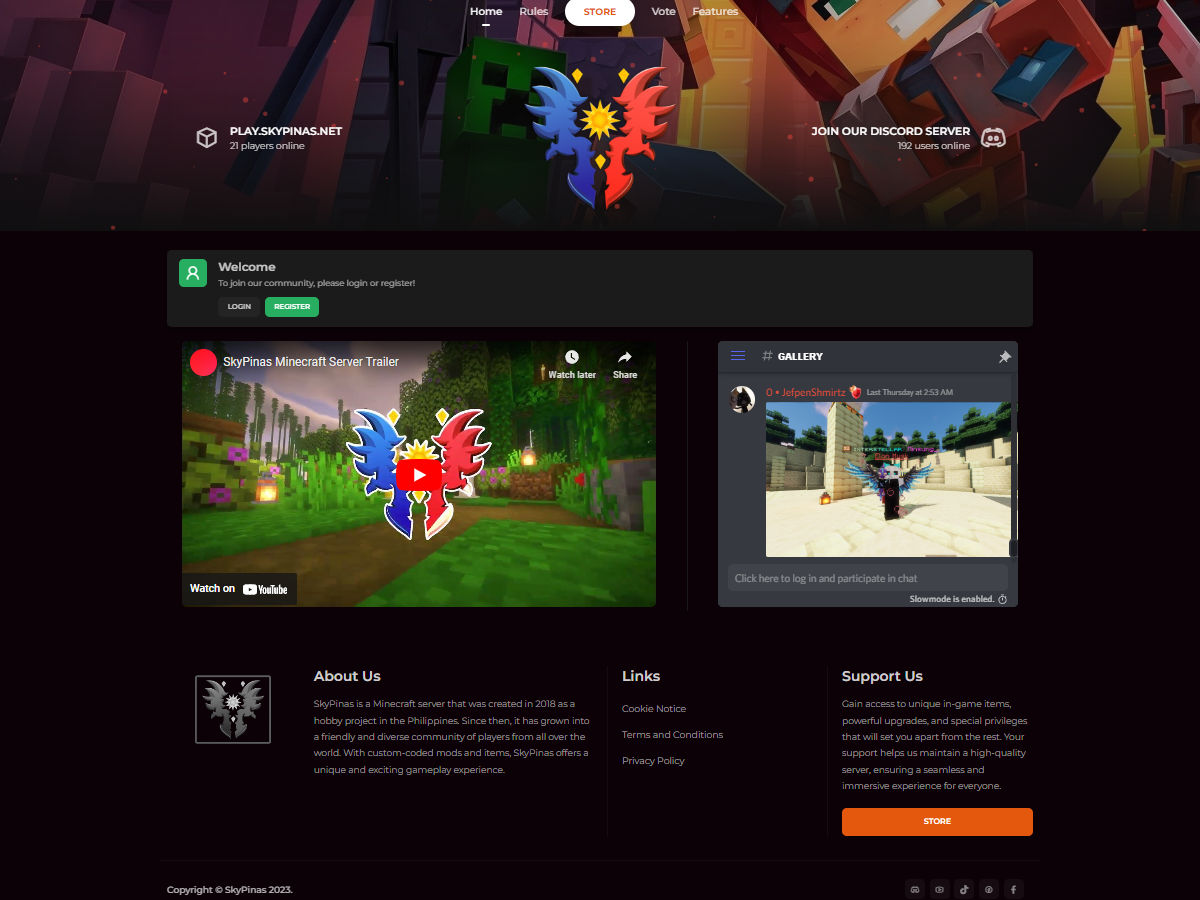 Home Rules STORE Vote Features
PLAY.SKYPINAS.NET
21 players online
JOIN OUR DISCORD SERVER
192 users online
Welcome
To join our community, please login or register!
LOGIN REGISTER
SkyPinas Minecraft Server Trailer
Watch later Share
Watch on YouTube
# GALLERY
O • JefpenShmirtz Last Thursday at 2:53 AM
Click here to log in and participate in chat
Slowmode is enabled.
About Us
SkyPinas is a Minecraft server that was created in 2018 as a
hobby project in the Philippines. Since then, it has grown into
a friendly and diverse community of players from all over the
world. With custom-coded mods and items, SkyPinas offers a
unique and exciting gameplay experience.
Links
Cookie Notice
Terms and Conditions
Privacy Policy
Support Us
Gain access to unique in-game items,
powerful upgrades, and special privileges
that will set you apart from the rest. Your
support helps us maintain a high-quality
server, ensuring a seamless and
immersive experience for everyone.
STORE
Copyright © SkyPinas 2023.